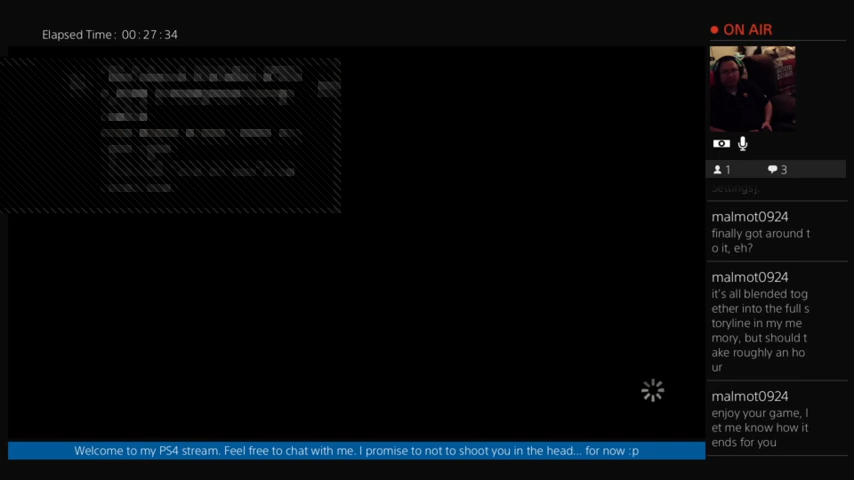 Elapsed Time: 00:27:34
ON AIR
1
3
Settings].
malmot0924
finally got around t
o it, eh?
malmot0924
it's all blended tog
ether into the full s
toryline in my me
mory, but should t
ake roughly an ho
ur
malmot0924
enjoy your game, l
et me know how it
ends for you
Welcome to my PS4 stream. Feel free to chat with me. I promise to not to shoot you in the head... for now :p